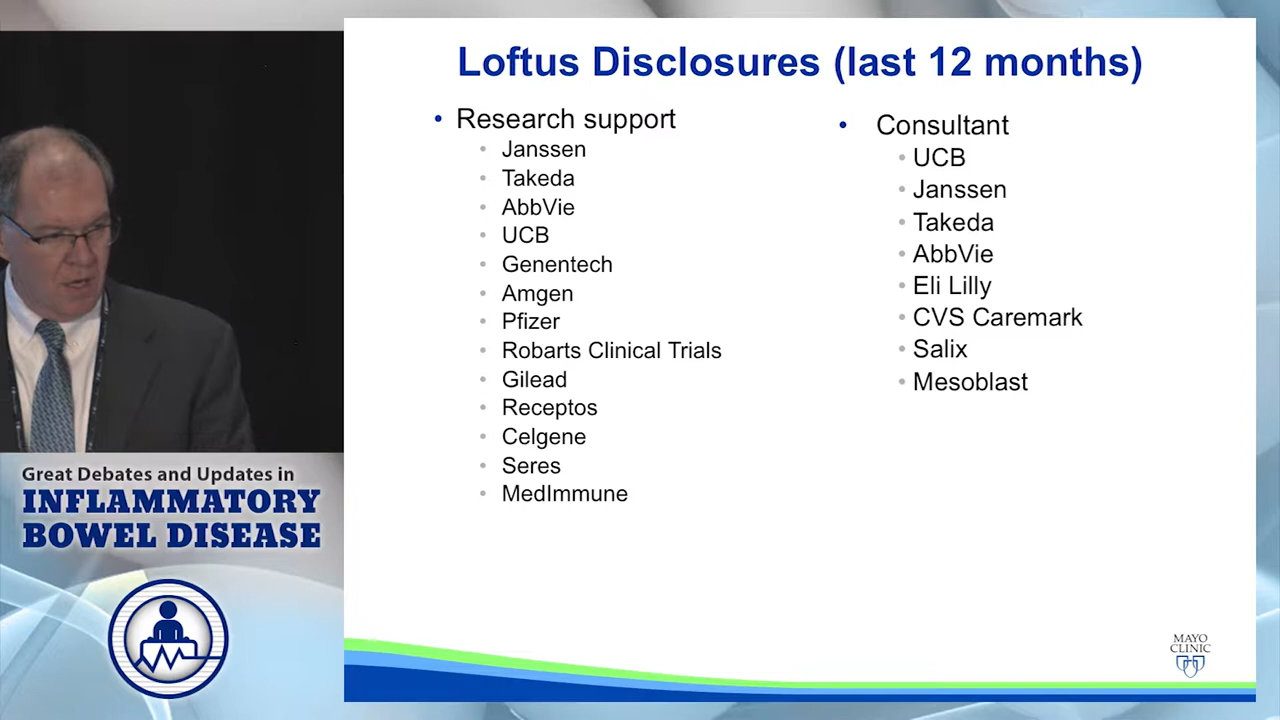 Loftus Disclosures (last 12 months)
• Research support
• Janssen
• Takeda
• AbbVie
• UCB
• Genentech
• Amgen
• Pfizer
• Robarts Clinical Trials
• Gilead
• Receptos
• Celgene
• Seres
• MedImmune
• Consultant
• UCB
• Janssen
• Takeda
• AbbVie
• Eli Lilly
• CVS Caremark
• Salix
• Mesoblast
MAYO
CLINIC
Great Debates and Updates in
INFLAMMATORY
BOWEL DISEASE